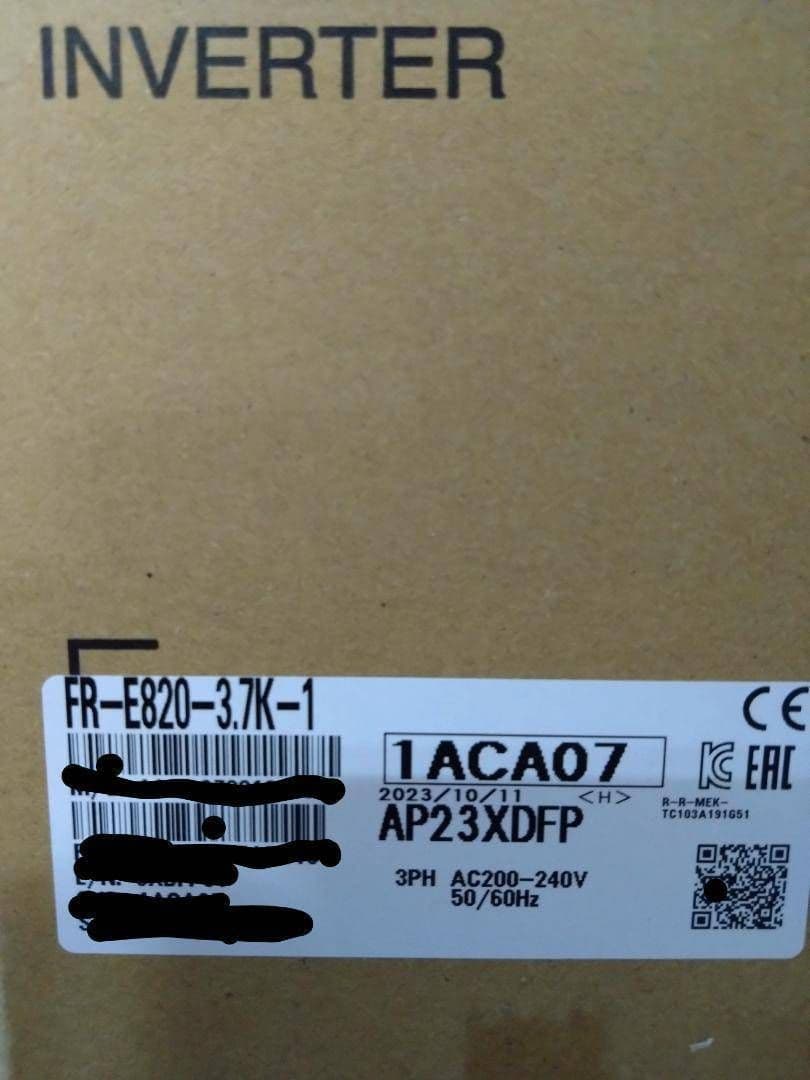 INVERTER
FR-E820-3.7K-1
CE
1ACA07
EAC
2023/10/11 <H>
R-R-MEK-
TC103A191G51
AP23XDFP
3PH AC200-240V
50/60Hz